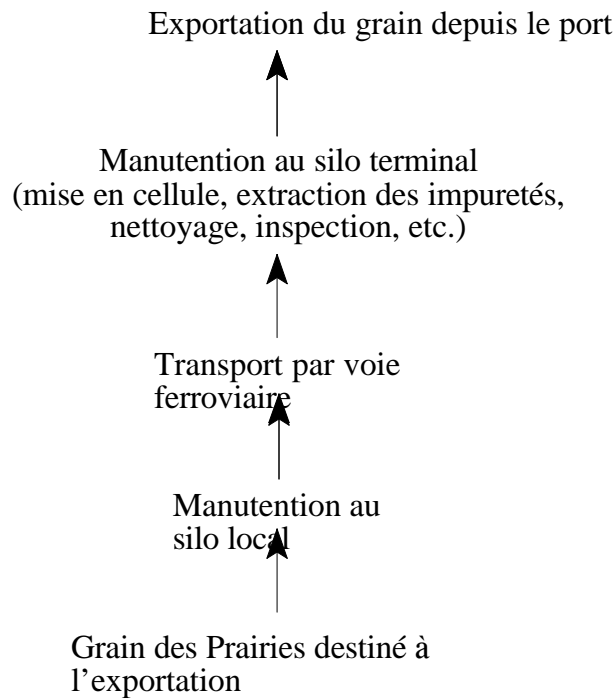 Exportation du grain depuis le port
Manutention au silo terminal
(mise en cellule, extraction des impuretés,
nettoyage, inspection, etc.)
Transport par voie
ferroviaire
Manutention au
silo local
Grain des Prairies destiné à
l’exportation